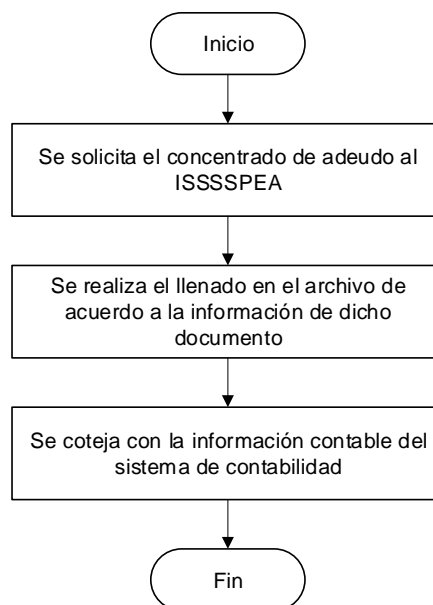 Inicio
Se solicita el concentrado de adeudo al
ISSSSPEA
Se realiza el llenado en el archivo de
acuerdo a la información de dicho
documento
Se coteja con la información contable del
sistema de contabilidad
Fin